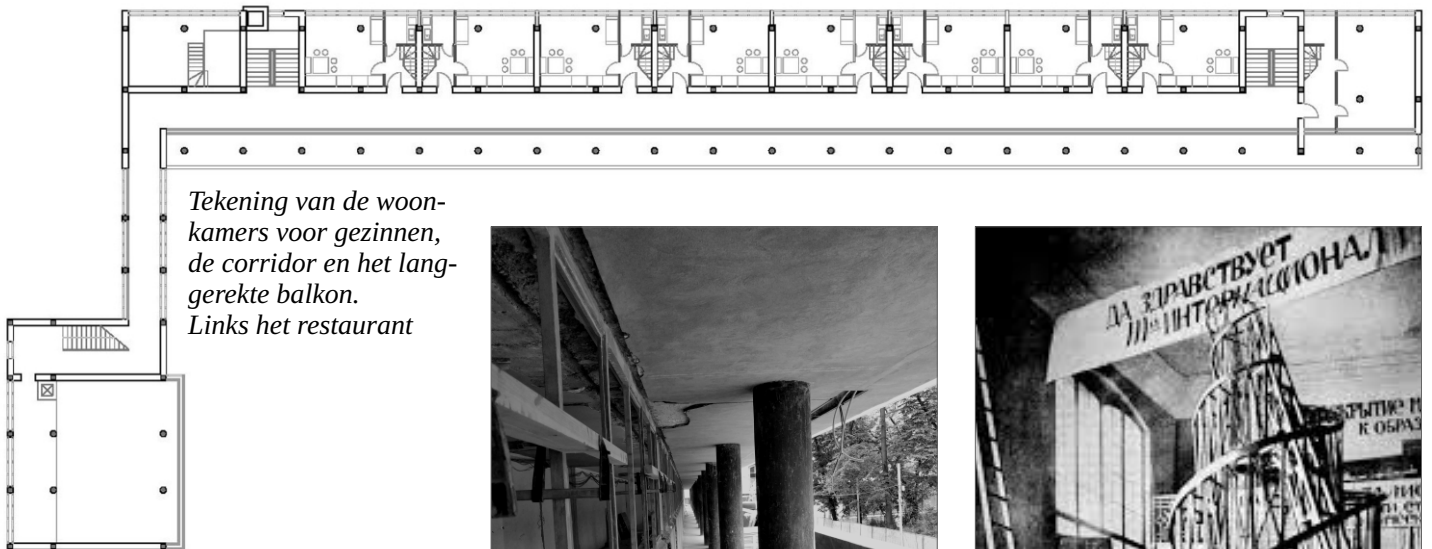 Tekening van de woon-
kamers voor gezinnen,
de corridor en het lang-
gerekte balkon.
Links het restaurant
ДА ЗДРАВСТВУЕТ
IIIй ИНТЕРНАЦИОНАЛ
К ОБРАЗ